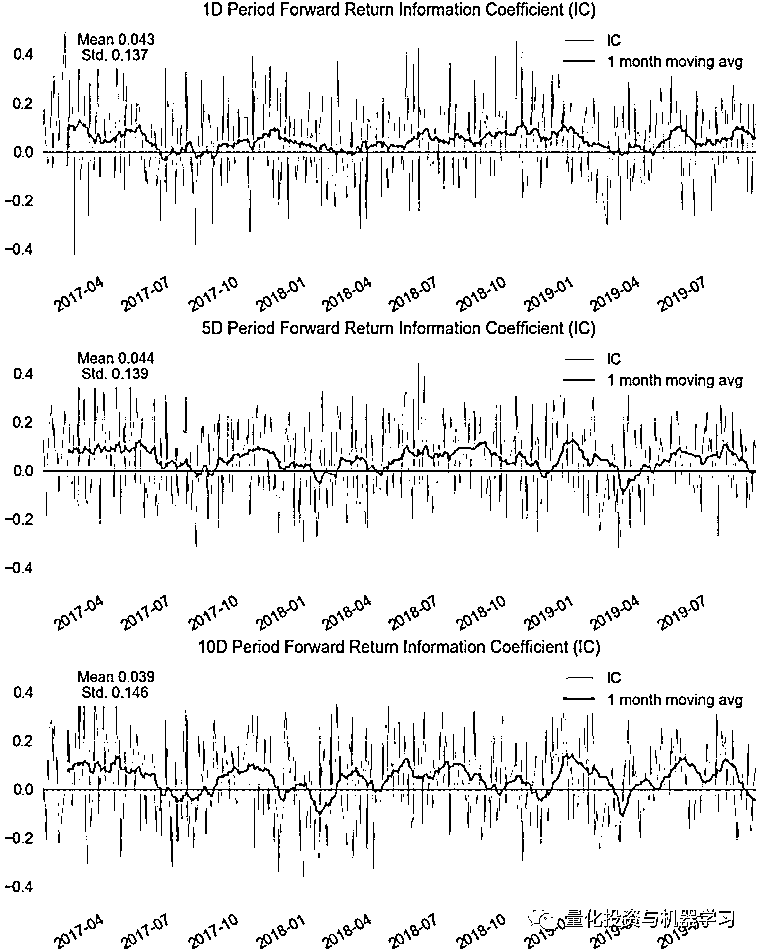 1D Period Forward Return Information Coefficient (IC)
Mean 0.043
Std. 0.137
IC
1 month moving avg
0.4
0.2
0.0
−0.2
−0.4
2017-04 2017-07 2017-10 2018-01 2018-04 2018-07 2018-10 2019-01 2019-04 2019-07
5D Period Forward Return Information Coefficient (IC)
Mean 0.044
Std. 0.139
IC
1 month moving avg
0.4
0.2
0.0
−0.2
−0.4
2017-04 2017-07 2017-10 2018-01 2018-04 2018-07 2018-10 2019-01 2019-04 2019-07
10D Period Forward Return Information Coefficient (IC)
Mean 0.039
Std. 0.146
IC
1 month moving avg
0.4
0.2
0.0
−0.2
−0.4
2017-04 2017-07 2017-10 2018-01 2018-04 2018-07 2018-10
量化投资与机器学习